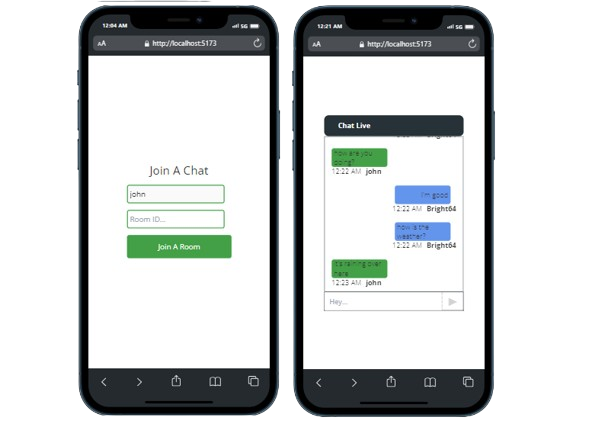 12:04 AM
5G
AA
http://localhost:5173
Join A Chat
john
Room ID...
Join A Room
12:21 AM
5G
AA
http://localhost:5173
Chat Live
how are you
doing?
12:22 AM john
i'm good
12:22 AM Bright64
how is the
weather?
12:22 AM Bright64
it's raining over
here
12:23 AM john
Hey...